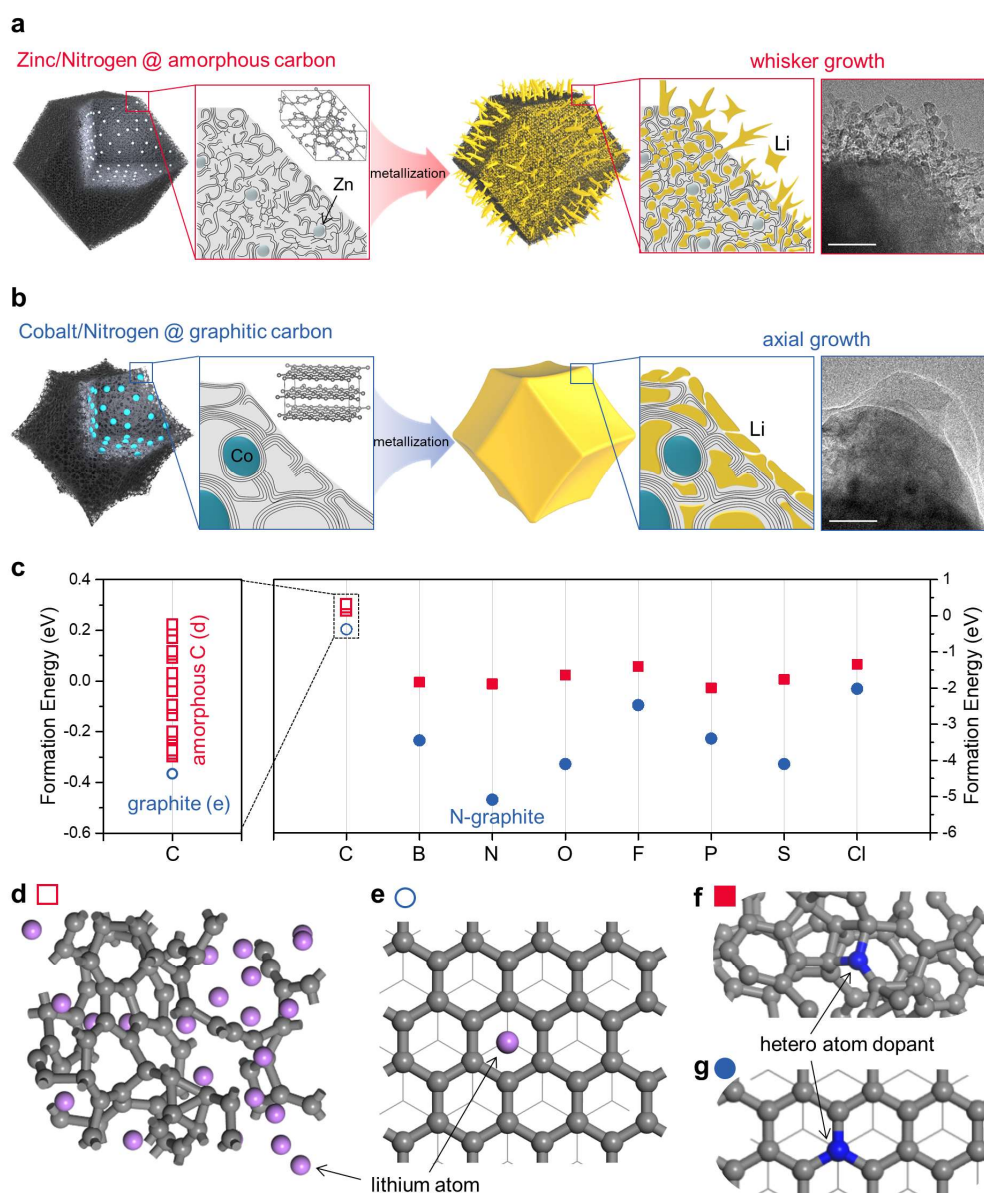 a
Zinc/Nitrogen @ amorphous carbon
whisker growth
Zn
metallization
Li
b
Cobalt/Nitrogen @ graphitic carbon
axial growth
Co
metallization
Li
c
Formation Energy (eV)
0.4
0.2
0.0
-0.2
-0.4
-0.6
amorphous C (d)
graphite (e)
C
N-graphite
C B N O F P S Cl
1
0
-1
-2
-3
-4
-5
-6
Formation Energy (eV)
d
e
f
hetero atom dopant
g
lithium atom